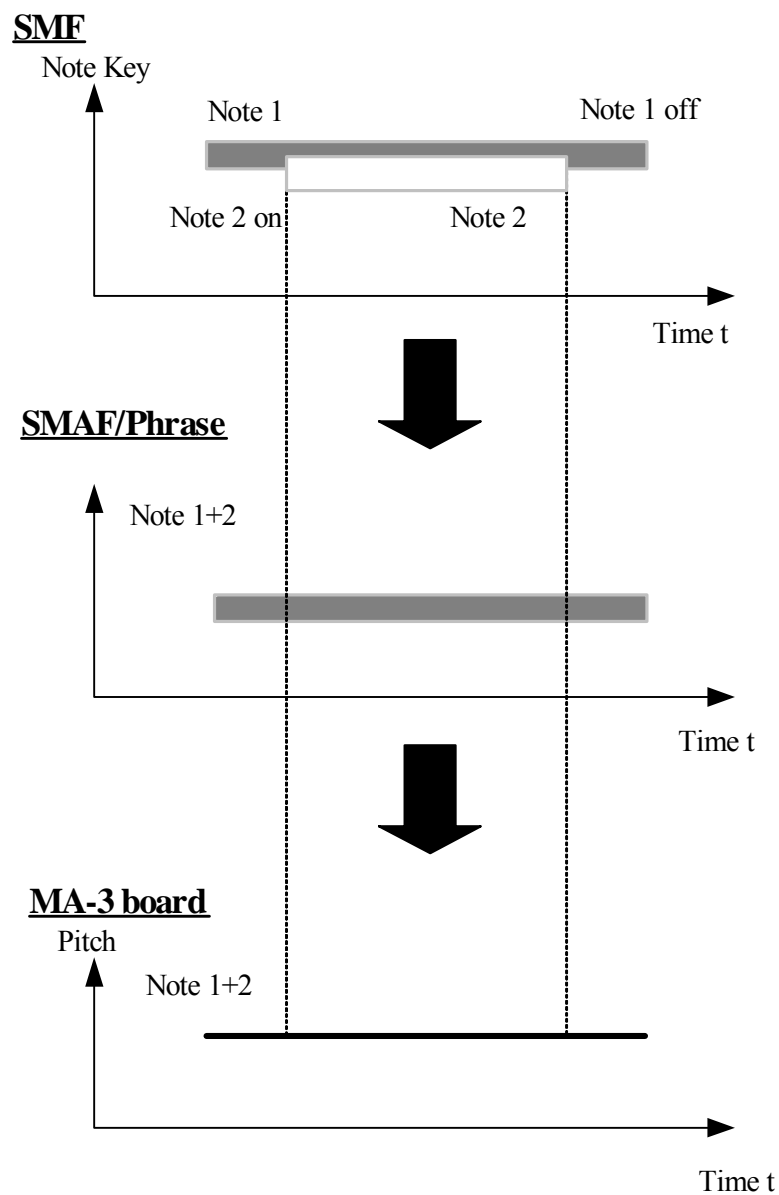 SMF
Note Key
Note 1
Note 1 off
Note 2 on
Note 2
Time t
SMAF/Phrase
Note 1+2
Time t
MA-3 board
Pitch
Note 1+2
Time t